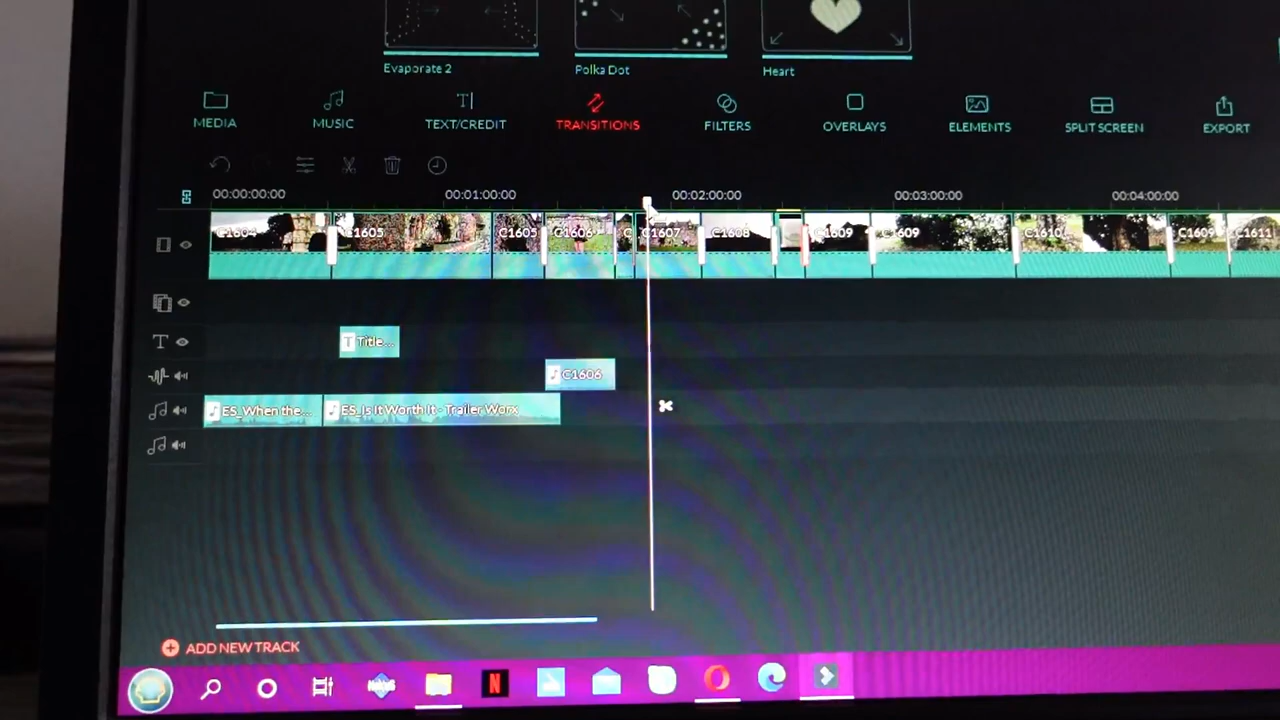 Evaporate 2
Polka Dot
Heart
MEDIA
MUSIC
TEXT/CREDIT
TRANSITIONS
FILTERS
OVERLAYS
ELEMENTS
SPLIT SCREEN
EXPORT
00:00:00:00
00:01:00:00
00:02:00:00
00:03:00:00
00:04:00:00
C1604
C1605
C1605
C1606
C
C1607
C1608
C1609
C1609
C1610
C1609
C1611
T Title...
C1606
ES_When the...
ES_Is It Worth It - Trailer Worx
ADD NEW TRACK
N